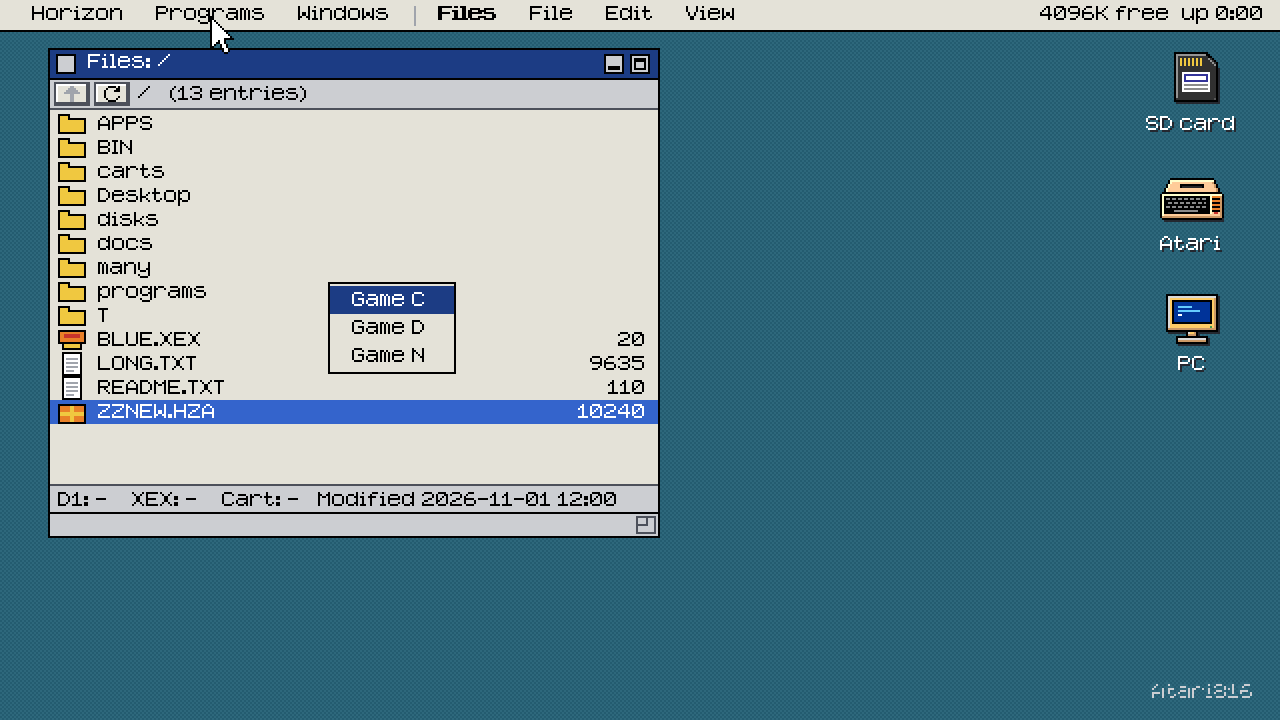 Horizon Programs Windows | Files File Edit View 4096K free up 0:00
Files: /
/ (13 entries)
APPS
BIN
carts
Desktop
disks
docs
many
programs
T
BLUE.XEX 20
LONG.TXT 9635
README.TXT 110
ZZNEW.HZA 10240
Game C
Game D
Game N
D1: - XEX: - Cart: - Modified 2026-11-01 12:00
SD card
Atari
PC
Atari816